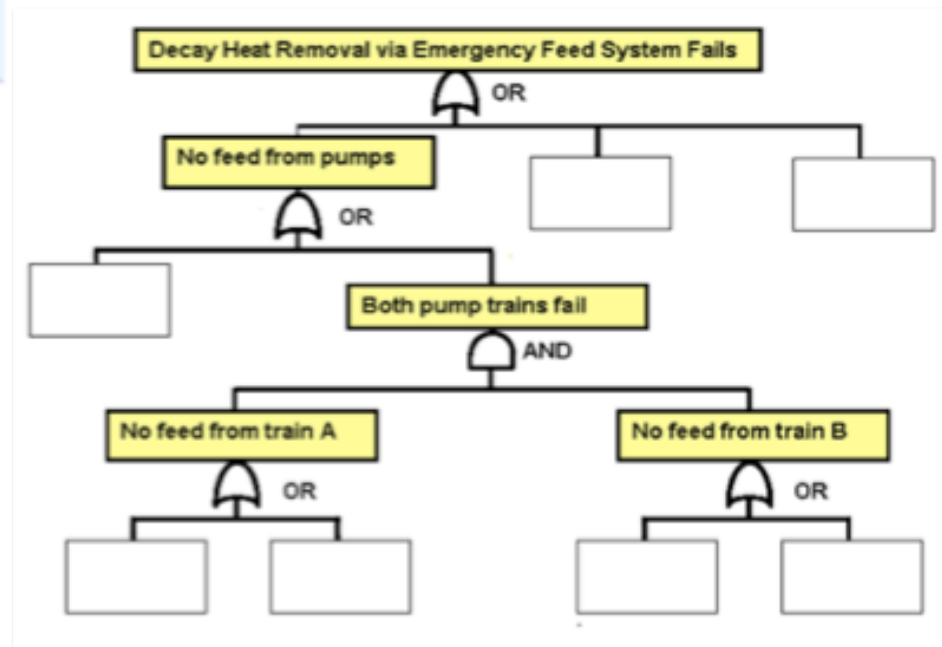 Decay Heat Removal via Emergency Feed System Fails
OR
No feed from pumps
OR
Both pump trains fail
AND
No feed from train A
No feed from train B
OR
OR